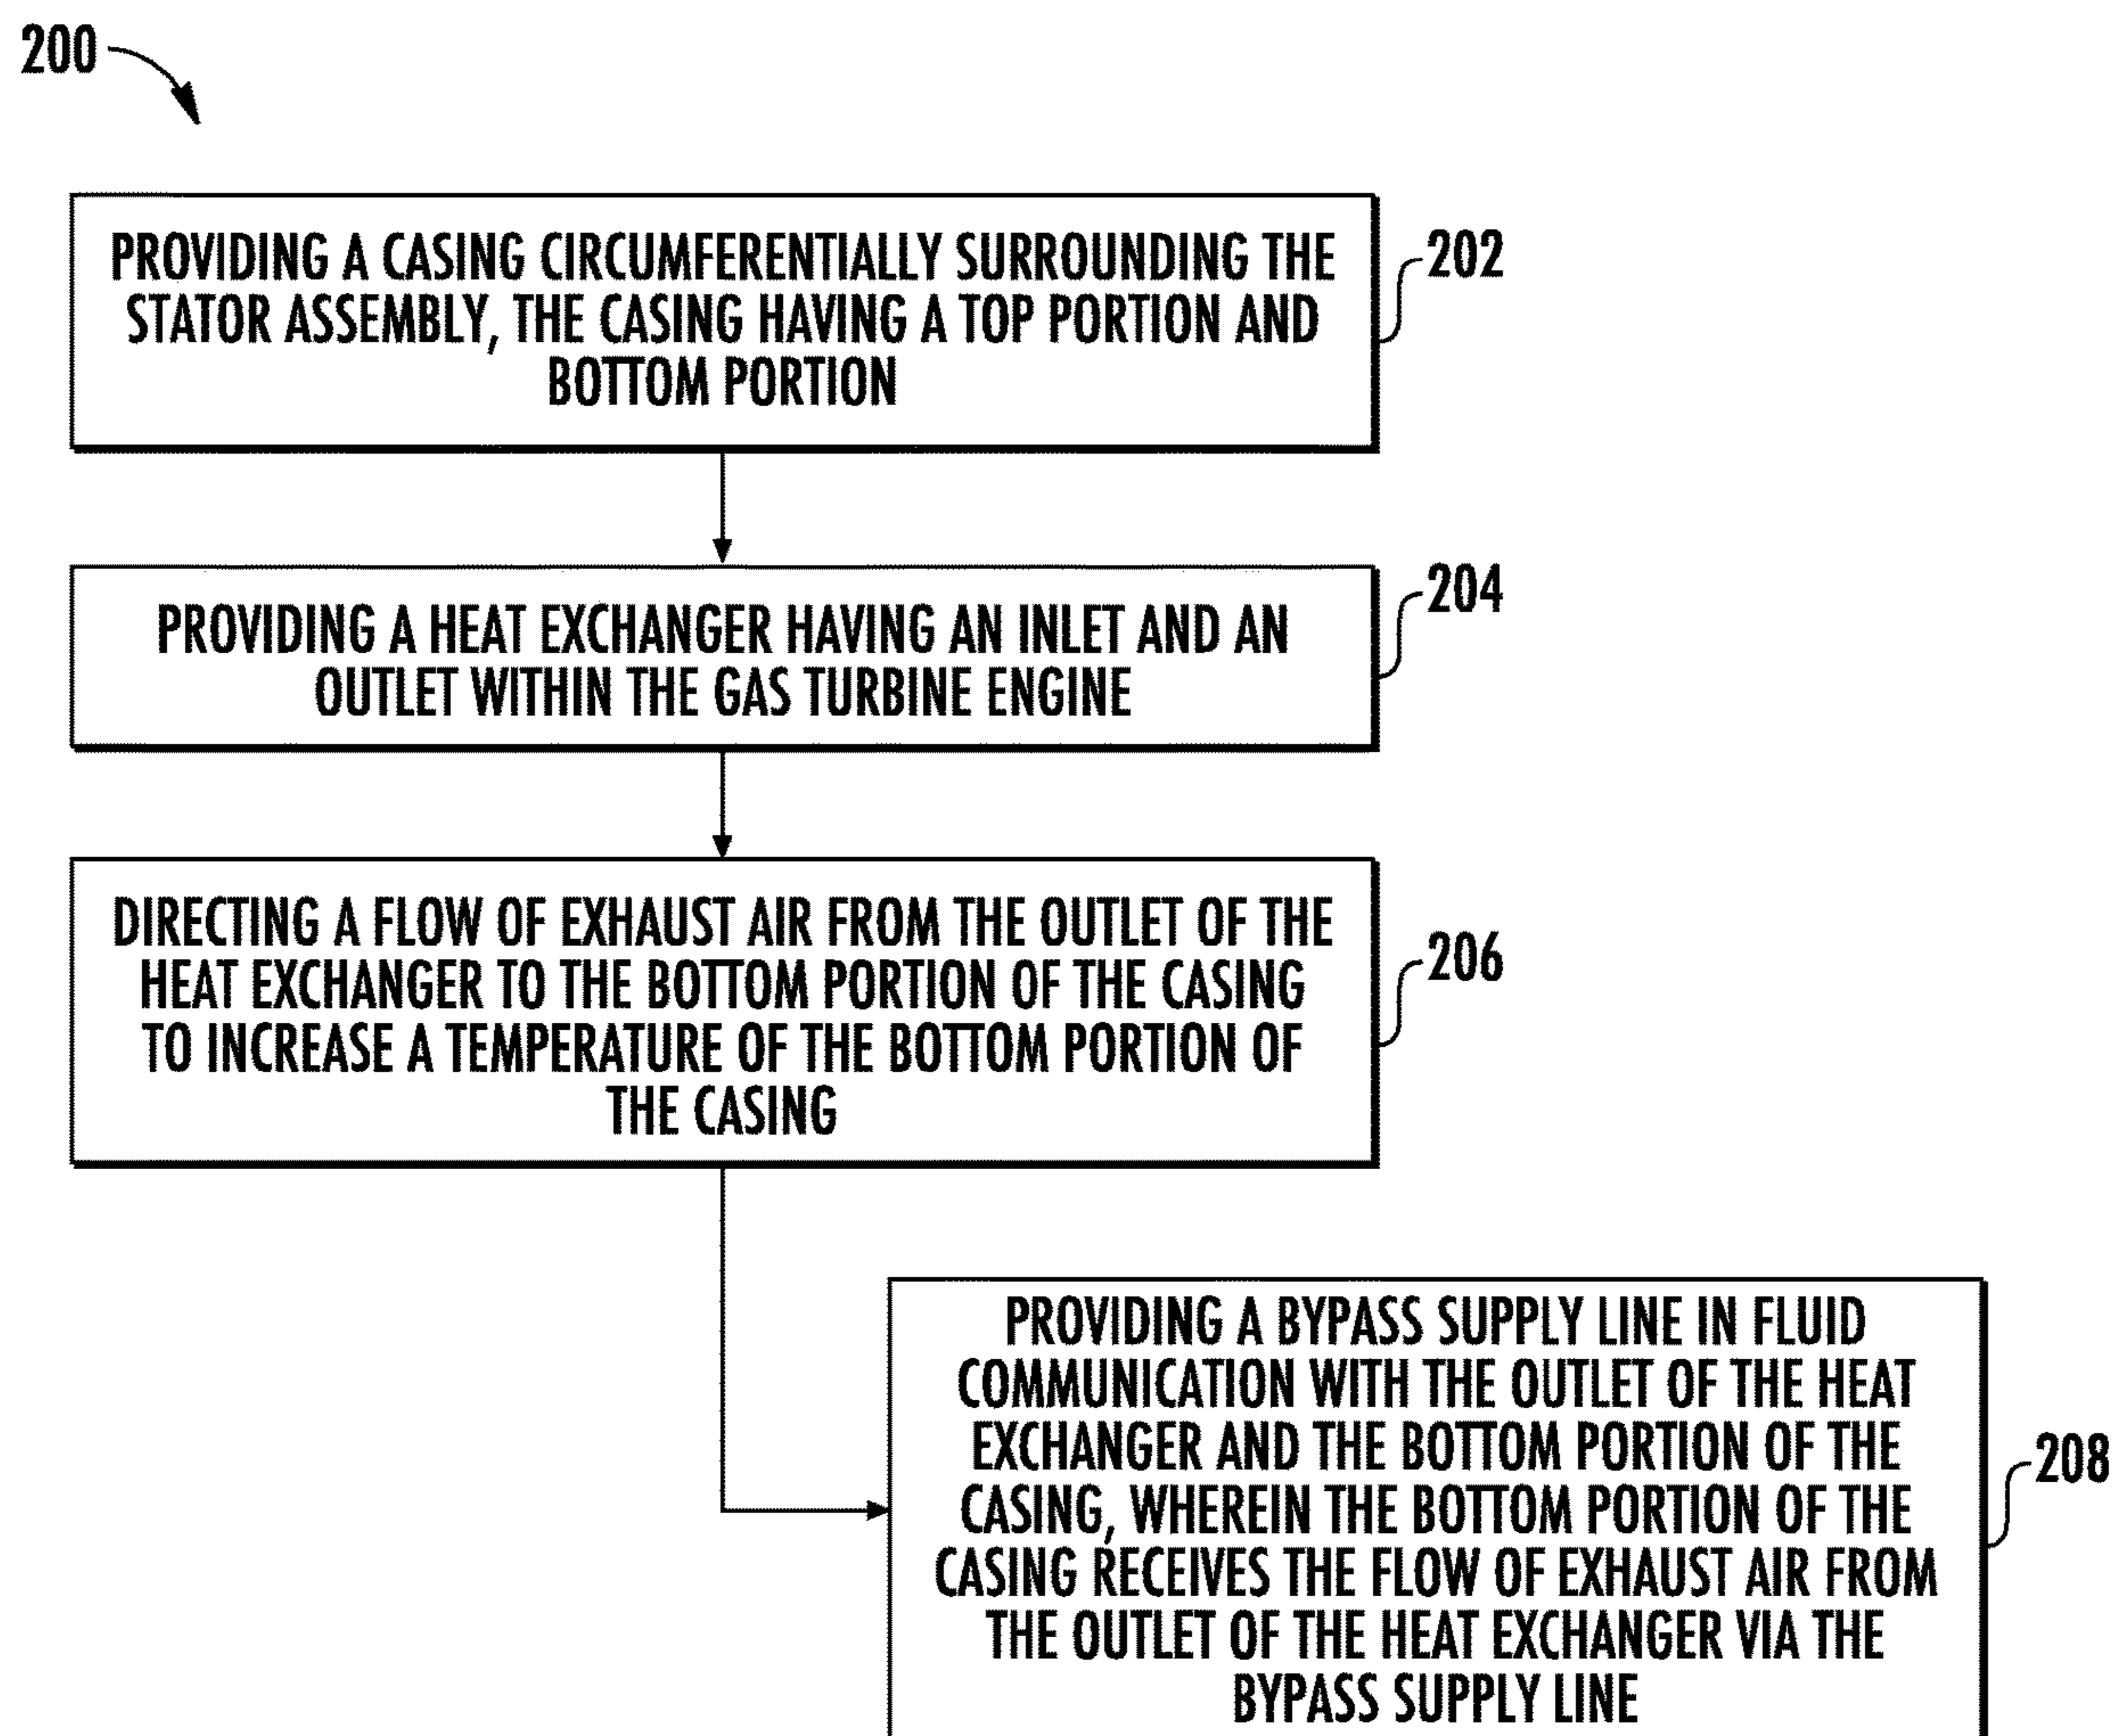 200
PROVIDING A CASING CIRCUMFERENTIALLY SURROUNDING THE
STATOR ASSEMBLY, THE CASING HAVING A TOP PORTION AND
BOTTOM PORTION
202
PROVIDING A HEAT EXCHANGER HAVING AN INLET AND AN
OUTLET WITHIN THE GAS TURBINE ENGINE
204
DIRECTING A FLOW OF EXHAUST AIR FROM THE OUTLET OF THE
HEAT EXCHANGER TO THE BOTTOM PORTION OF THE CASING
TO INCREASE A TEMPERATURE OF THE BOTTOM PORTION OF
THE CASING
206
PROVIDING A BYPASS SUPPLY LINE IN FLUID
COMMUNICATION WITH THE OUTLET OF THE HEAT
EXCHANGER AND THE BOTTOM PORTION OF THE
CASING, WHEREIN THE BOTTOM PORTION OF THE
CASING RECEIVES THE FLOW OF EXHAUST AIR FROM
THE OUTLET OF THE HEAT EXCHANGER VIA THE
BYPASS SUPPLY LINE
208